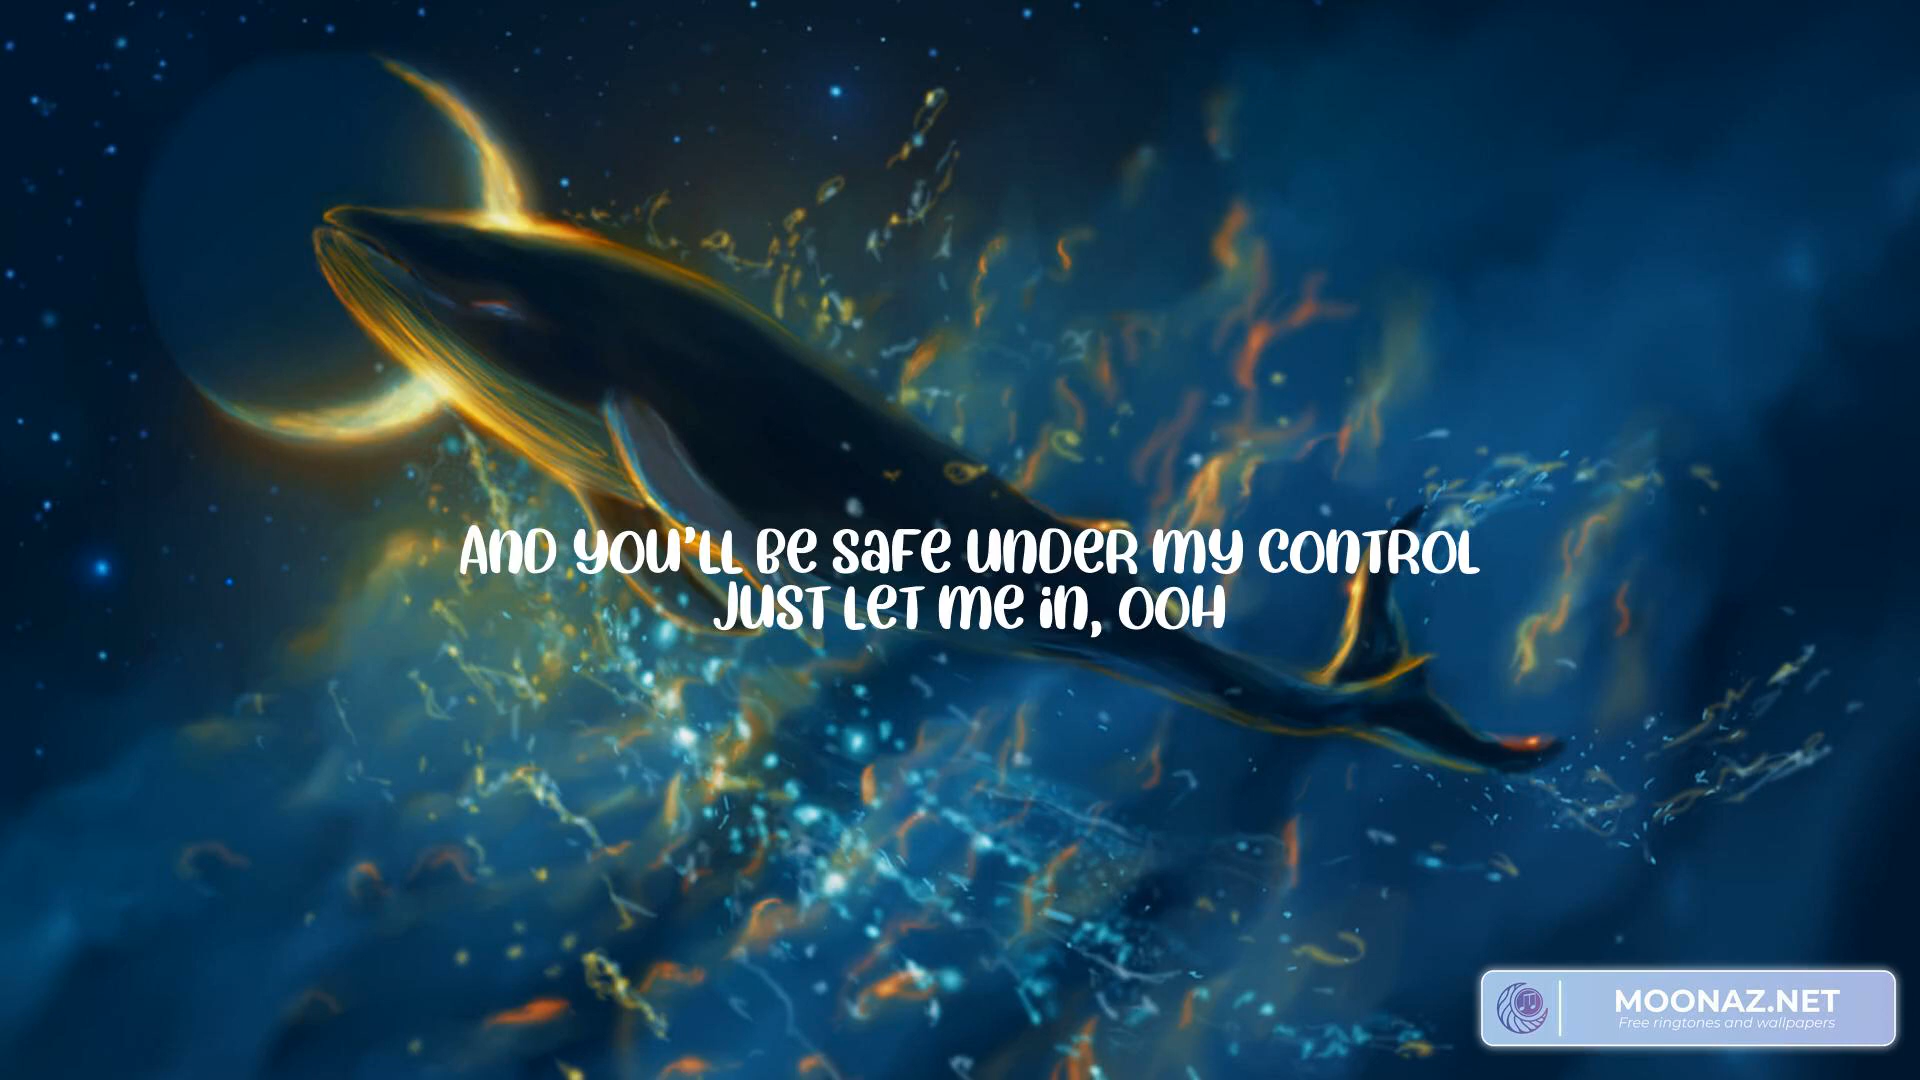 AND YOU'LL BE SAFE UNDER MY CONTROL
JUST LET ME IN, OOH
MOONAZ.NET
Free ringtones and wallpapers